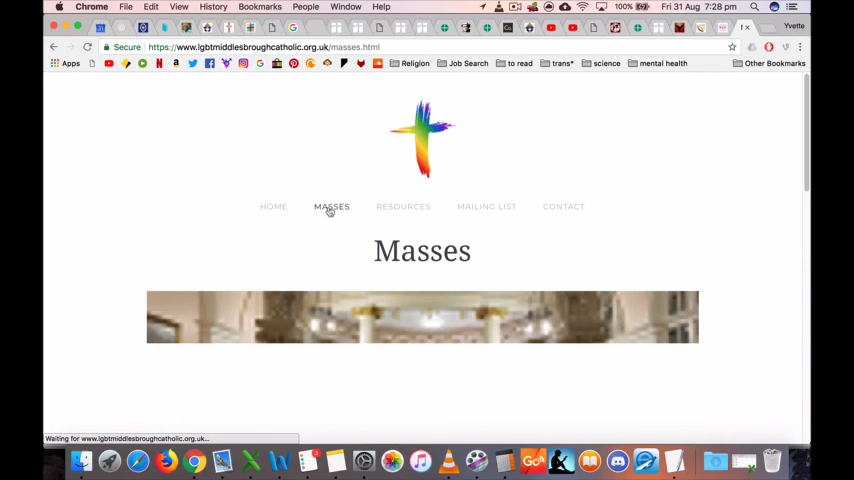 Chrome File Edit View History Bookmarks People Window Help 100% Fri 31 Aug 7:28 pm
Yvette
Secure https://www.lgbtmiddlesbroughcatholic.org.uk/masses.html
Apps Religion Job Search to read trans* science mental health Other Bookmarks
HOME MASSES RESOURCES MAILING LIST CONTACT
Masses
Waiting for www.lgbtmiddlesbroughcatholic.org.uk...
Go!